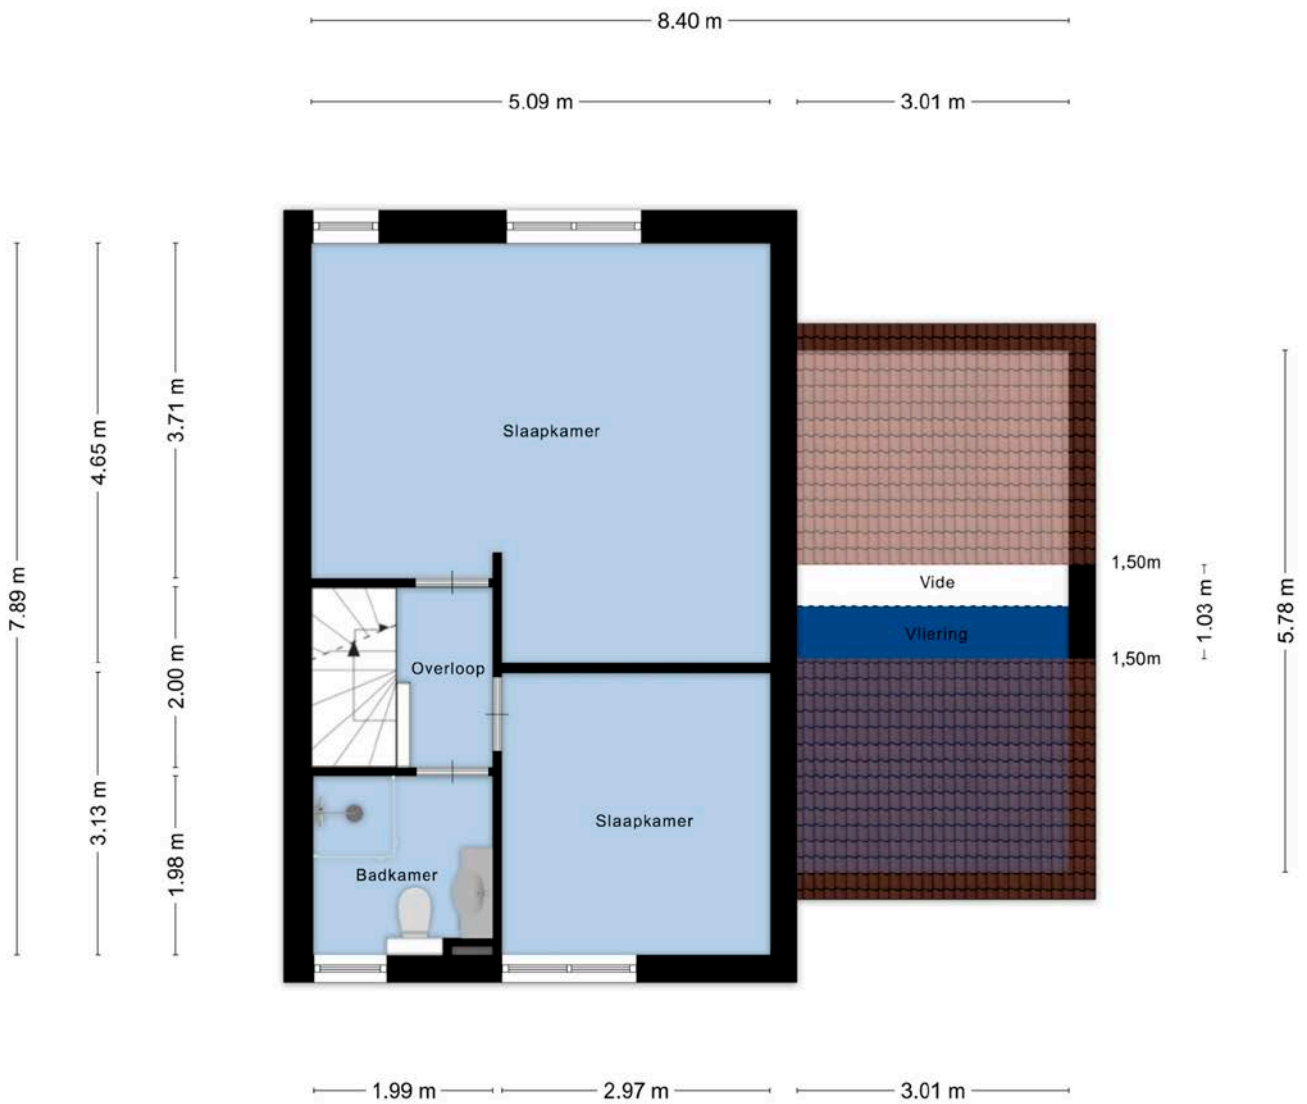 8.40 m
5.09 m
3.01 m
Slaapkamer
3.71 m
4.65 m
7.89 m
1,50m
Vide
1.03 m
5.78 m
Vliering
1,50m
Overloop
2.00 m
3.13 m
1.98 m
Slaapkamer
Badkamer
1.99 m
2.97 m
3.01 m